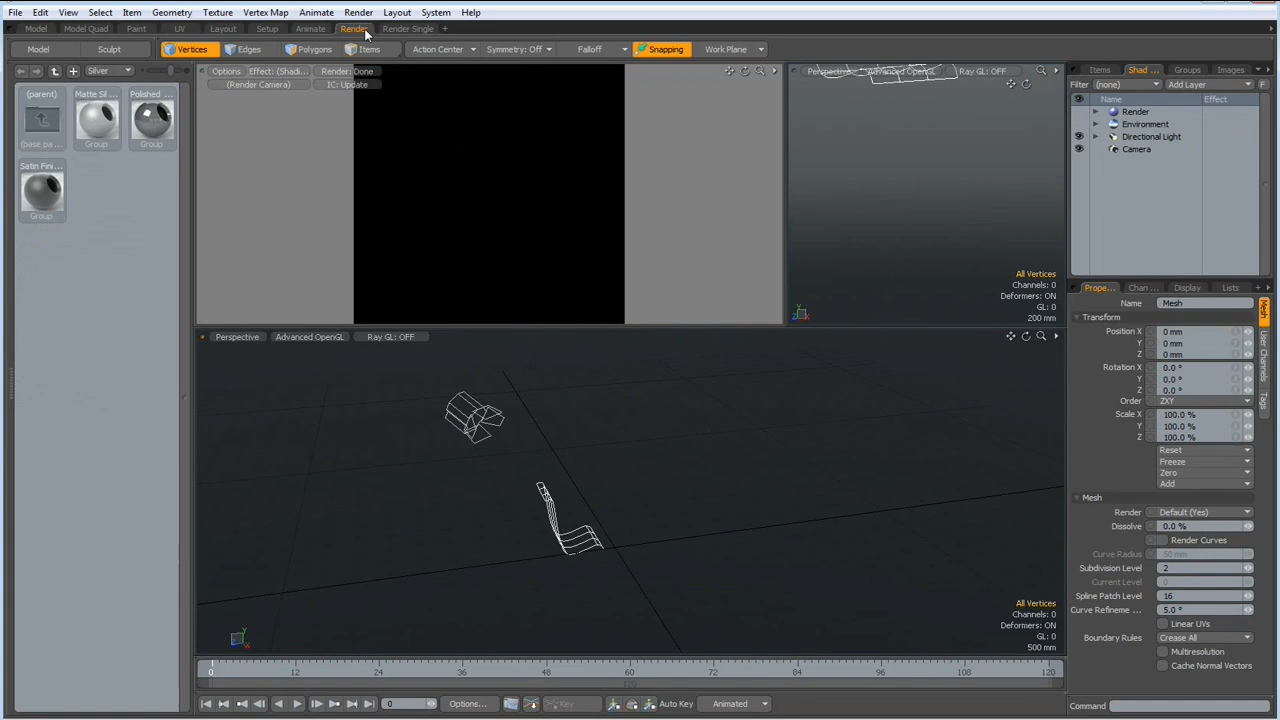 File Edit View Select Item Geometry Texture Vertex Map Animate Render Layout System Help
Model Model Quad Paint UV Layout Setup Animate Render Render Single +
Model Sculpt Vertices Edges Polygons Items Action Center Symmetry: Off Falloff Snapping Work Plane
Silver
Options Effect: (Shadi... Render: Done
(Render Camera) IC: Update
Perspective Advanced OpenGL Ray GL: OFF
(parent) Matte Sil ... Polished ...
(base pa ... Group Group
Satin Fini...
Group
All Vertices
Channels: 0
Deformers: ON
GL: 0
200 mm
Perspective Advanced OpenGL Ray GL: OFF
All Vertices
Channels: 0
Deformers: ON
GL: 0
500 mm
0 12 24 36 48 60 72 84 96 108 120
120
0 Options... Key Auto Key Animated
Items Shad ... Groups Images
Filter (none) Add Layer F
Name Effect
Render
Environment
Directional Light
Camera
Prope... Chan ... Display Lists +
Name Mesh
Transform
Position X 0 mm
Y 0 mm
Z 0 mm
Rotation X 0.0 °
Y 0.0 °
Z 0.0 °
Order ZXY
Scale X 100.0 %
Y 100.0 %
Z 100.0 %
Reset
Freeze
Zero
Add
Mesh
Render Default (Yes)
Dissolve 0.0 %
Render Curves
Curve Radius 50 mm
Subdivision Level 2
Current Level 0
Spline Patch Level 16
Curve Refineme ... 5.0 °
Linear UVs
Boundary Rules Crease All
Multiresolution
Cache Normal Vectors
Mesh
User Channels
Tags
Command